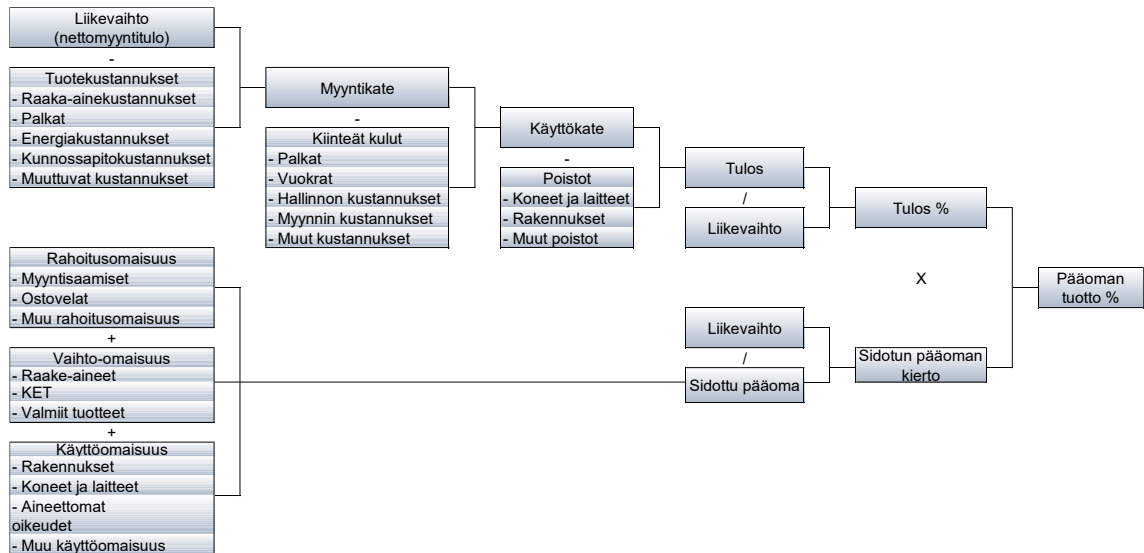 Liikevaihto
(nettomyyntitulo)
-
Tuotekustannukset
- Raaka-ainekustannukset
- Palkat
- Energiakustannukset
- Kunnossapitokustannukset
- Muuttuvat kustannukset
Myyntikate
-
Kiinteät kulut
- Palkat
- Vuokrat
- Hallinnon kustannukset
- Myynnin kustannukset
- Muut kustannukset
Käyttökate
-
Poistot
- Koneet ja laitteet
- Rakennukset
- Muut poistot
Tulos
/
Liikevaihto
Tulos %
X
Pääoman
tuotto %
Rahoitusomaisuus
- Myyntisaamiset
- Ostovelat
- Muu rahoitusomaisuus
+
Vaihto-omaisuus
- Raake-aineet
- KET
- Valmiit tuotteet
+
Käyttöomaisuus
- Rakennukset
- Koneet ja laitteet
- Aineettomat
oikeudet
- Muu käyttöomaisuus
Liikevaihto
/
Sidottu pääoma
Sidotun pääoman
kierto